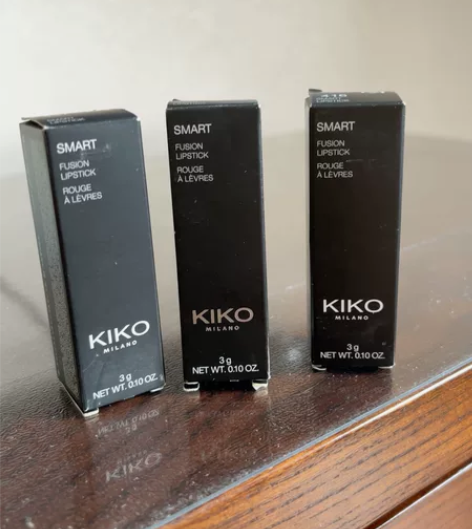 SMART
FUSION
LIPSTICK
ROUGE
À LÈVRES
KIKO
MILANO
3 g
NET WT. 0.10 OZ.
SMART
FUSION
LIPSTICK
ROUGE
À LÈVRES
KIKO
MILANO
3 g
NET WT. 0.10 OZ.
SMART
FUSION
LIPSTICK
ROUGE
À LÈVRES
KIKO
MILANO
3 g
NET WT. 0.10 OZ.